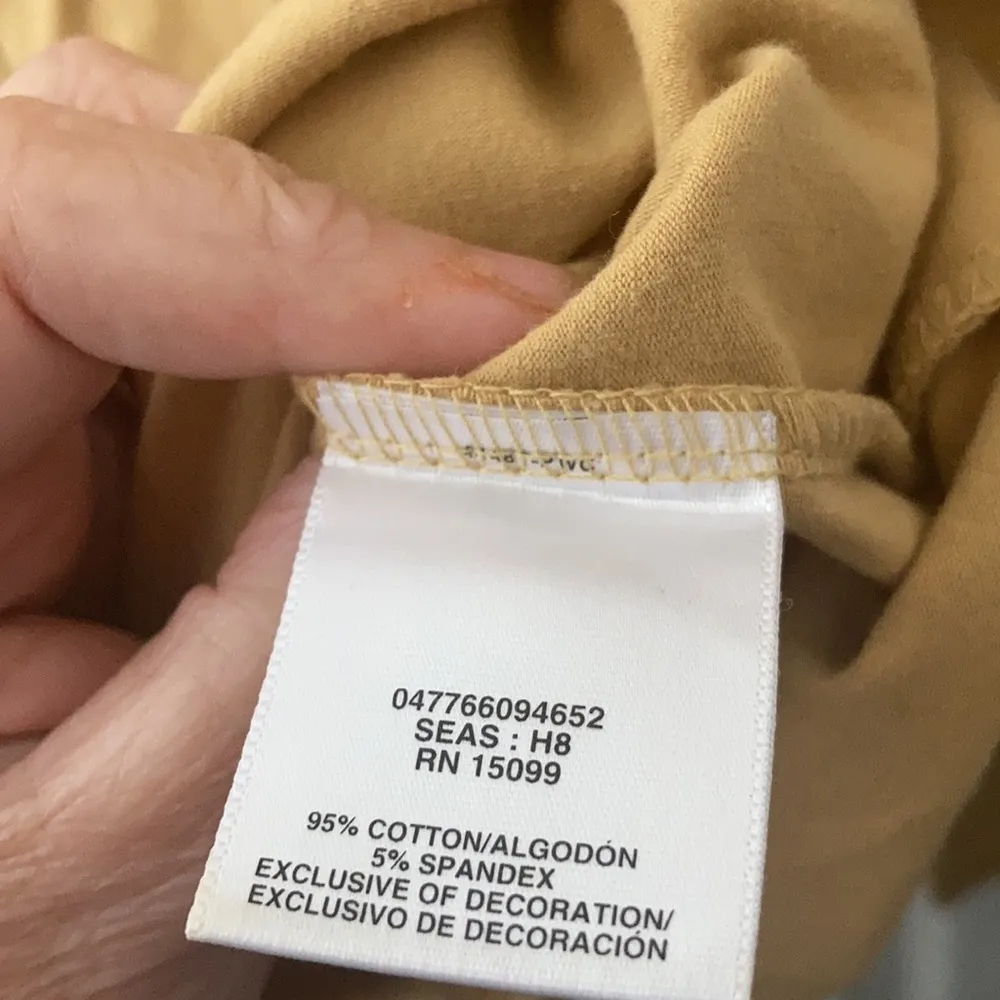 047766094652
SEAS : H8
RN 15099
95% COTTON/ALGODÓN
5% SPANDEX
EXCLUSIVE OF DECORATION/
EXCLUSIVO DE DECORACIÓN